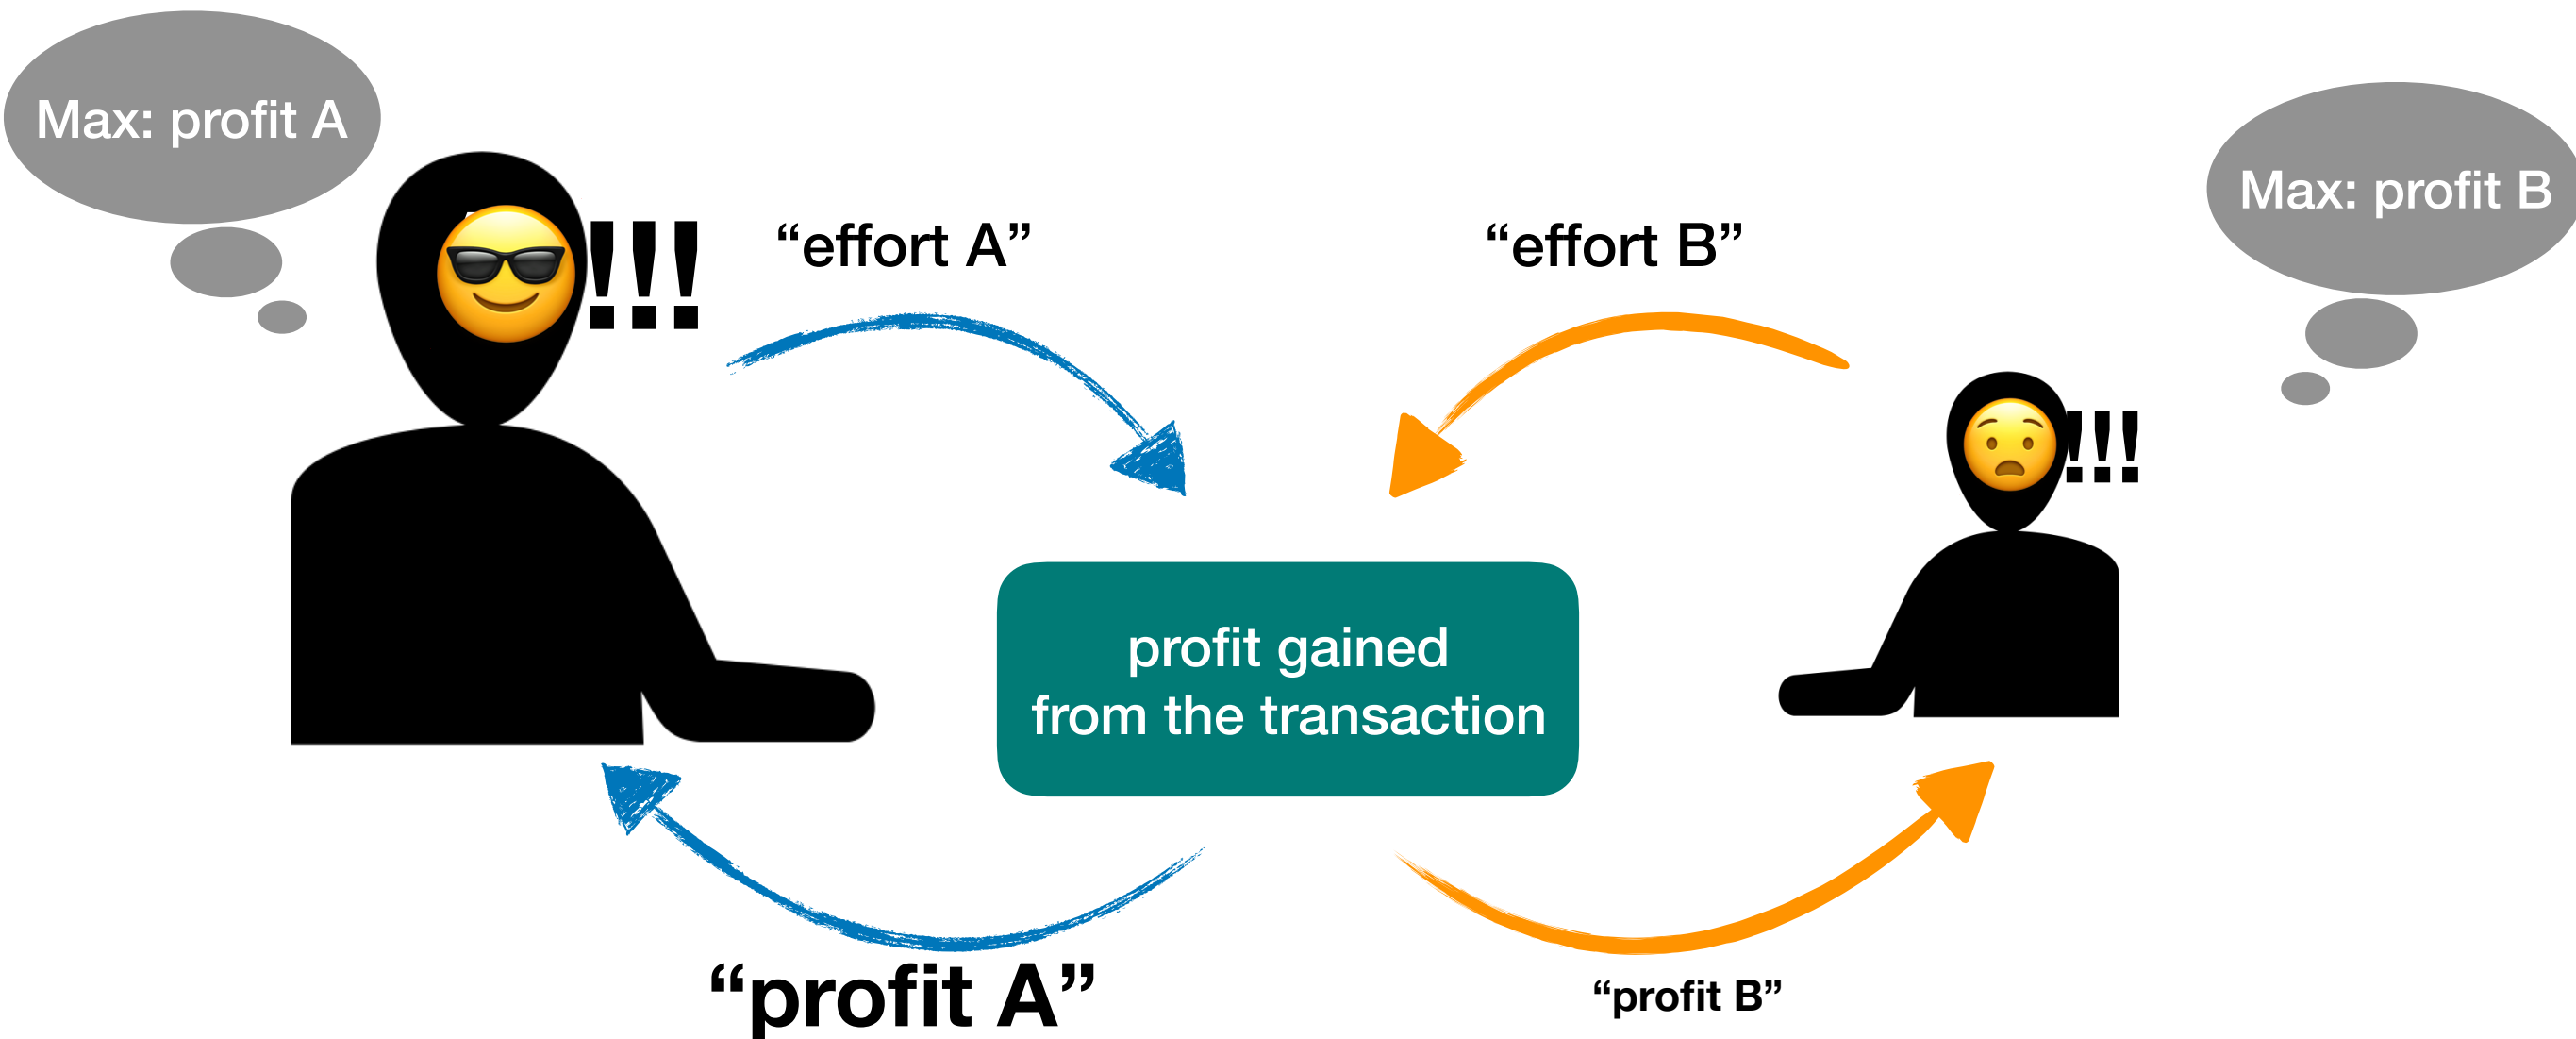 Max: profit A
Max: profit B
!!!
“effort A”
“effort B”
!!!
profit gained
from the transaction
“profit A”
“profit B”